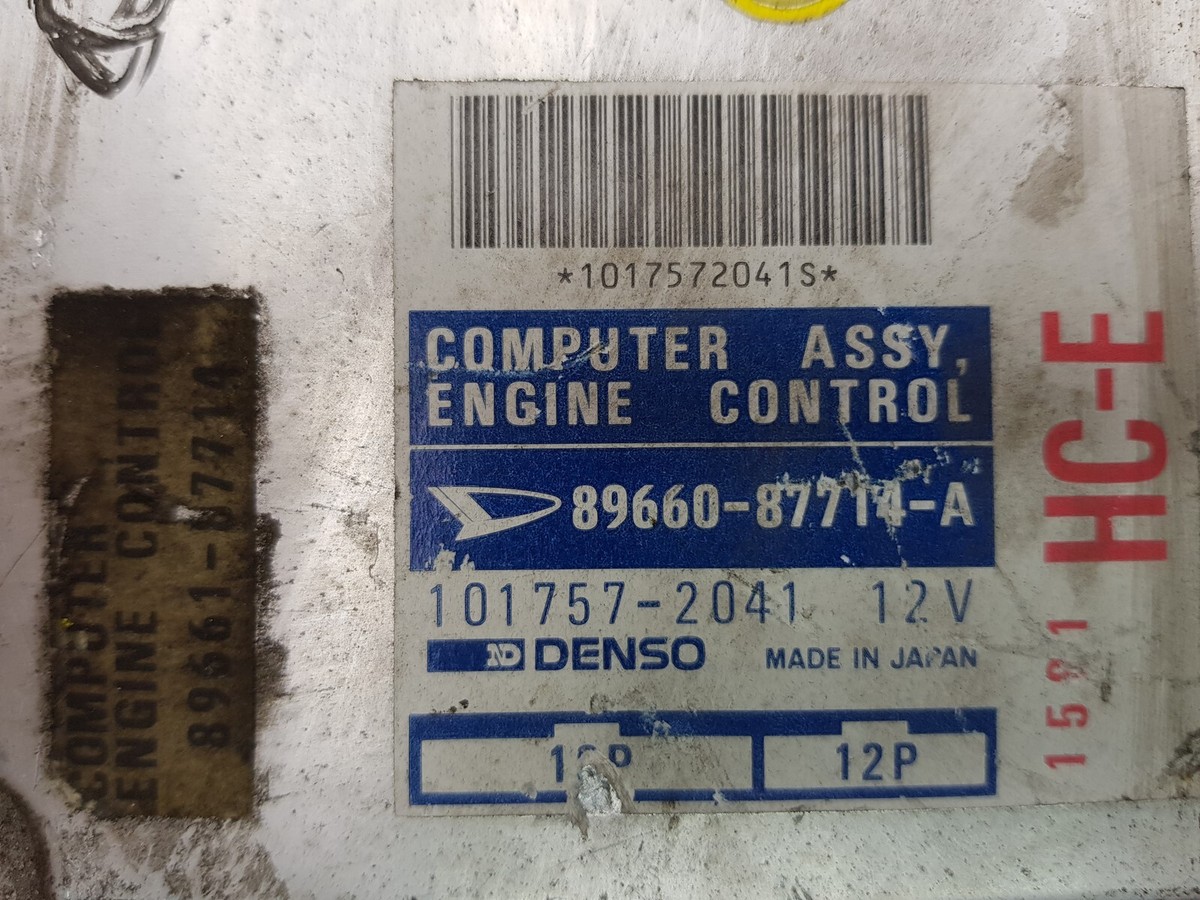 *1017572041S*
COMPUTER ASSY,
ENGINE CONTROL
89660-87714-A
101757-2041 12V
ND DENSO MADE IN JAPAN
12P
HC-E
COMPUTER
ENGINE CONTROL
89661-87714